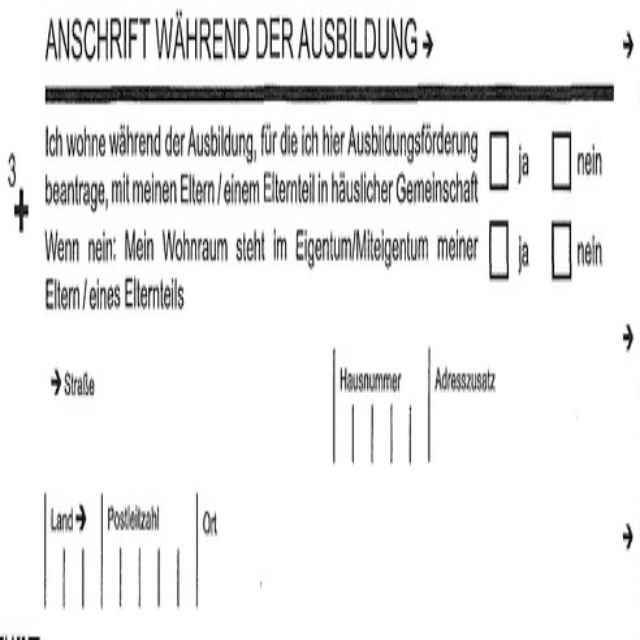 ANSCHRIFT WÄHREND DER AUSBILDUNG → →
Ich wohne während der Ausbildung, für die ich hier Ausbildungsförderung
beantrage, mit meinen Eltern / einem Elternteil in häuslicher Gemeinschaft
ja nein
3
+
Wenn nein: Mein Wohnraum steht im Eigentum/Miteigentum meiner
Eltern / eines Elternteils
ja nein
→
→ Straße
Hausnummer
Adresszusatz
Land →
Postleitzahl
Ort
→